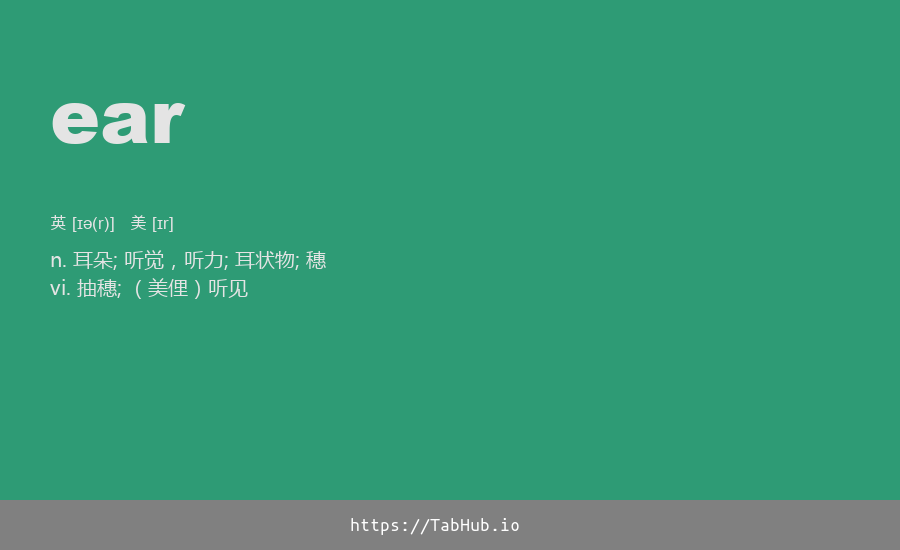 ear
英 [ɪə(r)] 美 [ɪr]
n. 耳朵; 听觉，听力; 耳状物; 穗
vi. 抽穗; （美俚）听见
https://TabHub.io